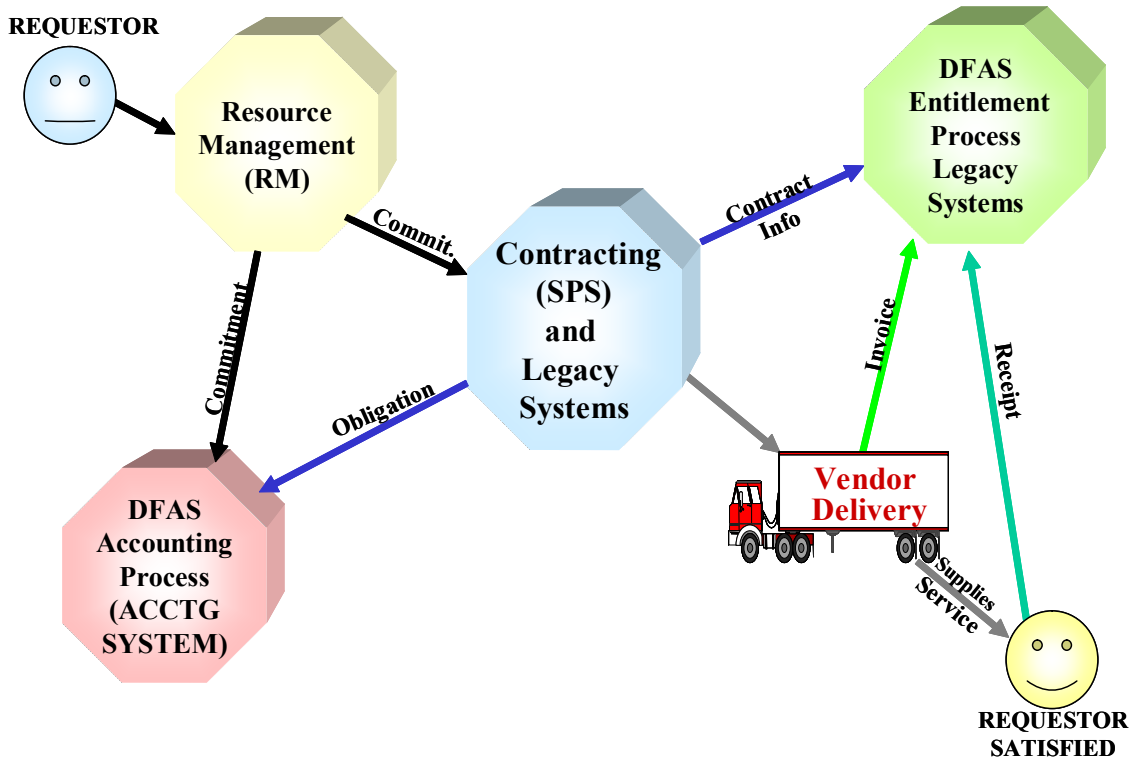 REQUESTOR
Resource
Management
(RM)
Commit.
Commitment
Contracting
(SPS)
and
Legacy
Systems
Obligation
DFAS
Accounting
Process
(ACCTG
SYSTEM)
Contract
Info
DFAS
Entitlement
Process
Legacy
Systems
Invoice
Receipt
Vendor
Delivery
Supplies
Service
REQUESTOR
SATISFIED